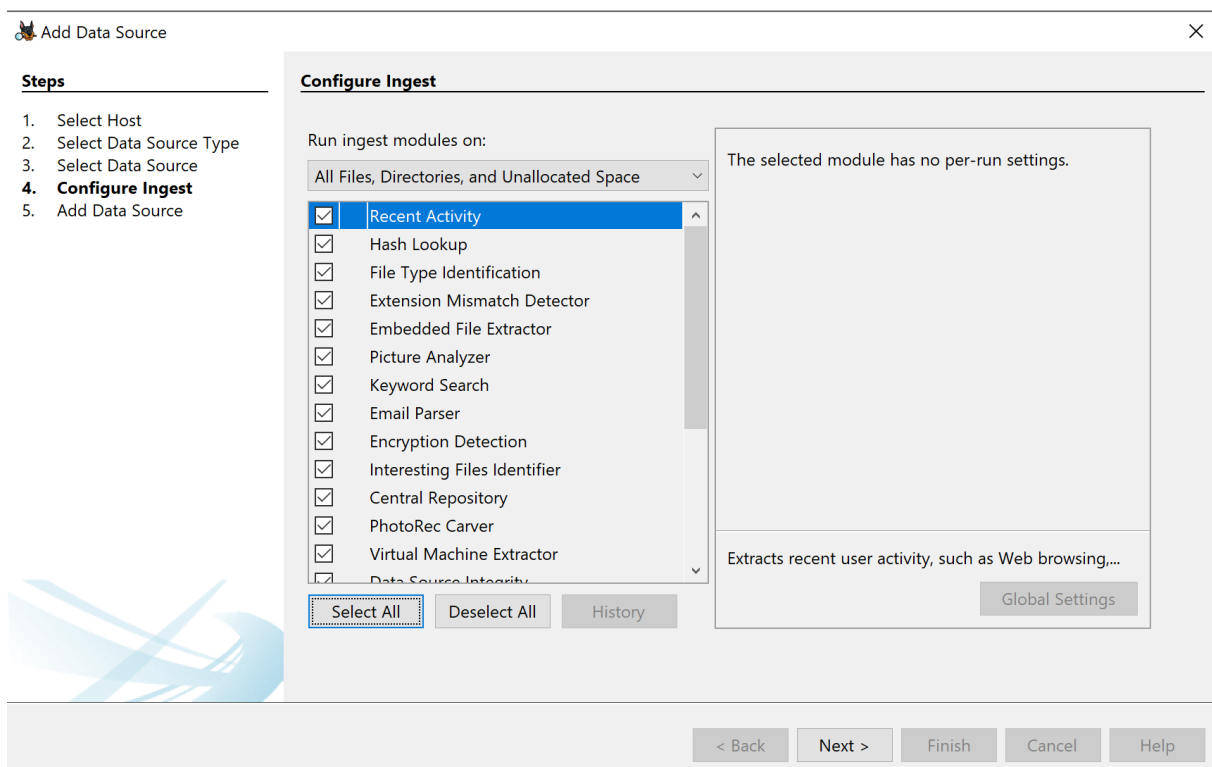 Add Data Source
Steps
1. Select Host
2. Select Data Source Type
3. Select Data Source
4. Configure Ingest
5. Add Data Source
Configure Ingest
Run ingest modules on:
All Files, Directories, and Unallocated Space
Recent Activity
Hash Lookup
File Type Identification
Extension Mismatch Detector
Embedded File Extractor
Picture Analyzer
Keyword Search
Email Parser
Encryption Detection
Interesting Files Identifier
Central Repository
PhotoRec Carver
Virtual Machine Extractor
Data Source Integrity
Select All Deselect All History
The selected module has no per-run settings.
Extracts recent user activity, such as Web browsing,...
Global Settings
< Back Next > Finish Cancel Help